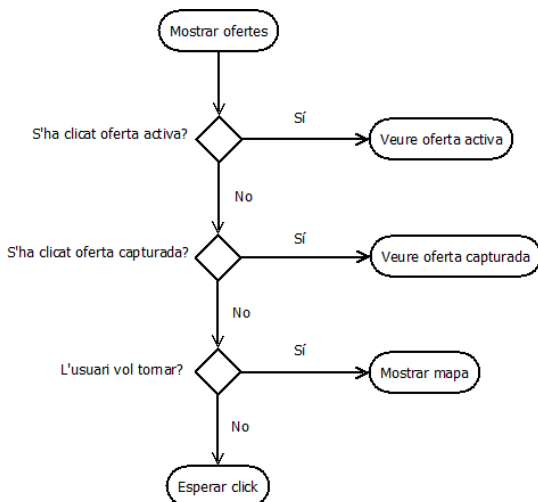 Mostrar ofertes
S'ha clicat oferta activa?
Sí
Veure oferta activa
No
S'ha clicat oferta capturada?
Sí
Veure oferta capturada
No
L'usuari vol tornar?
Sí
Mostrar mapa
No
Esperar click